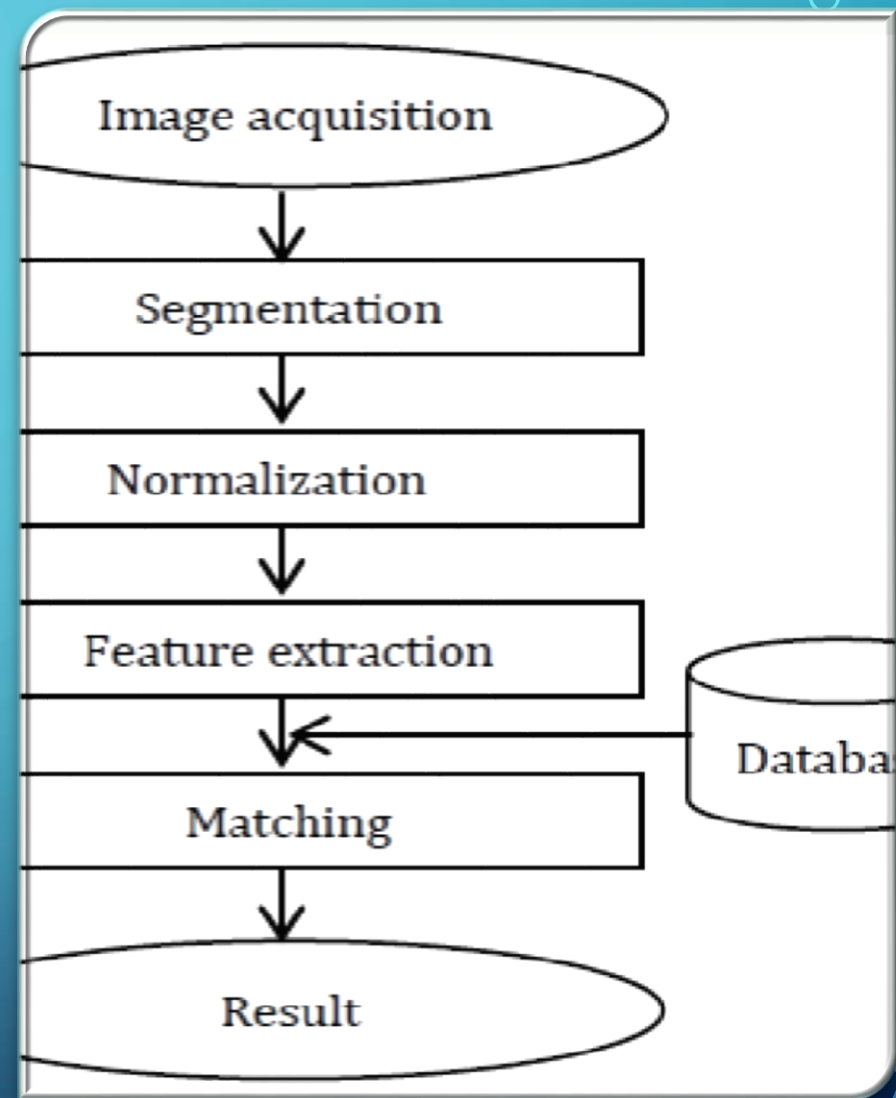 Image acquisition
Segmentation
Normalization
Feature extraction
Databa
Matching
Result